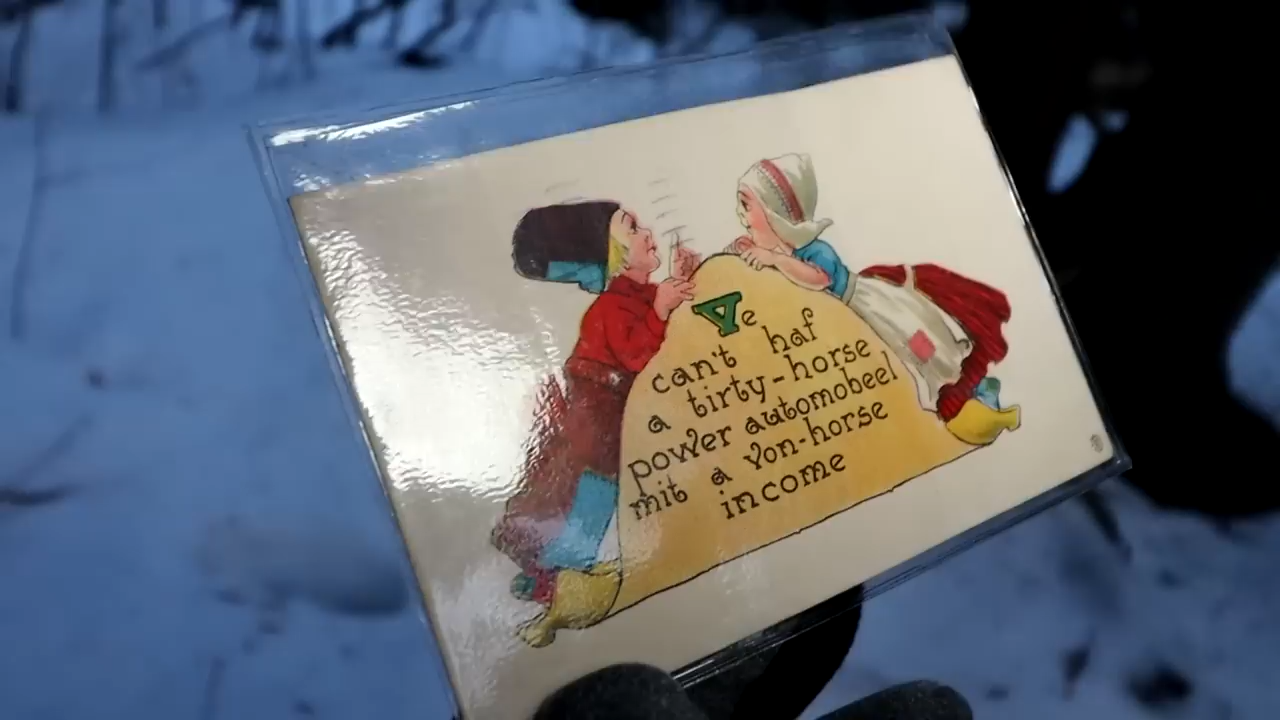 Ve
can't haf
a tirty-horse
power automobeel
mit a von-horse
income